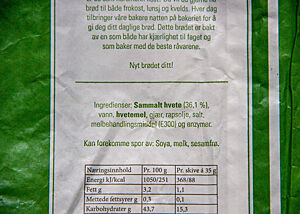 brød til både frokost, lunsj og kvelds. Hver dag
tilbringer våre bakere natten på bakeriet for å
gi deg ditt daglige brød. Dette brødet er bakt
av en som både har kjærlighet til faget og
som baker med de beste råvarene.
Nyt brødet ditt!
Ingredienser: Sammalt hvete (36,1 %),
vann, hvetemel, gjær, rapsolje, salt,
melbehandlingsmiddel (E300) og enzymer.
Kan forekomme spor av: Soya, melk, sesamfrø.
Næringsinnhold Pr. 100 g Pr. skive à 35 g
Energi kJ/kcal 1050/251 368/88
Fett g 3,2 1,1
Mettede fettsyrer g 0,3 0,1
Karbohydrater g 43,7 15,3